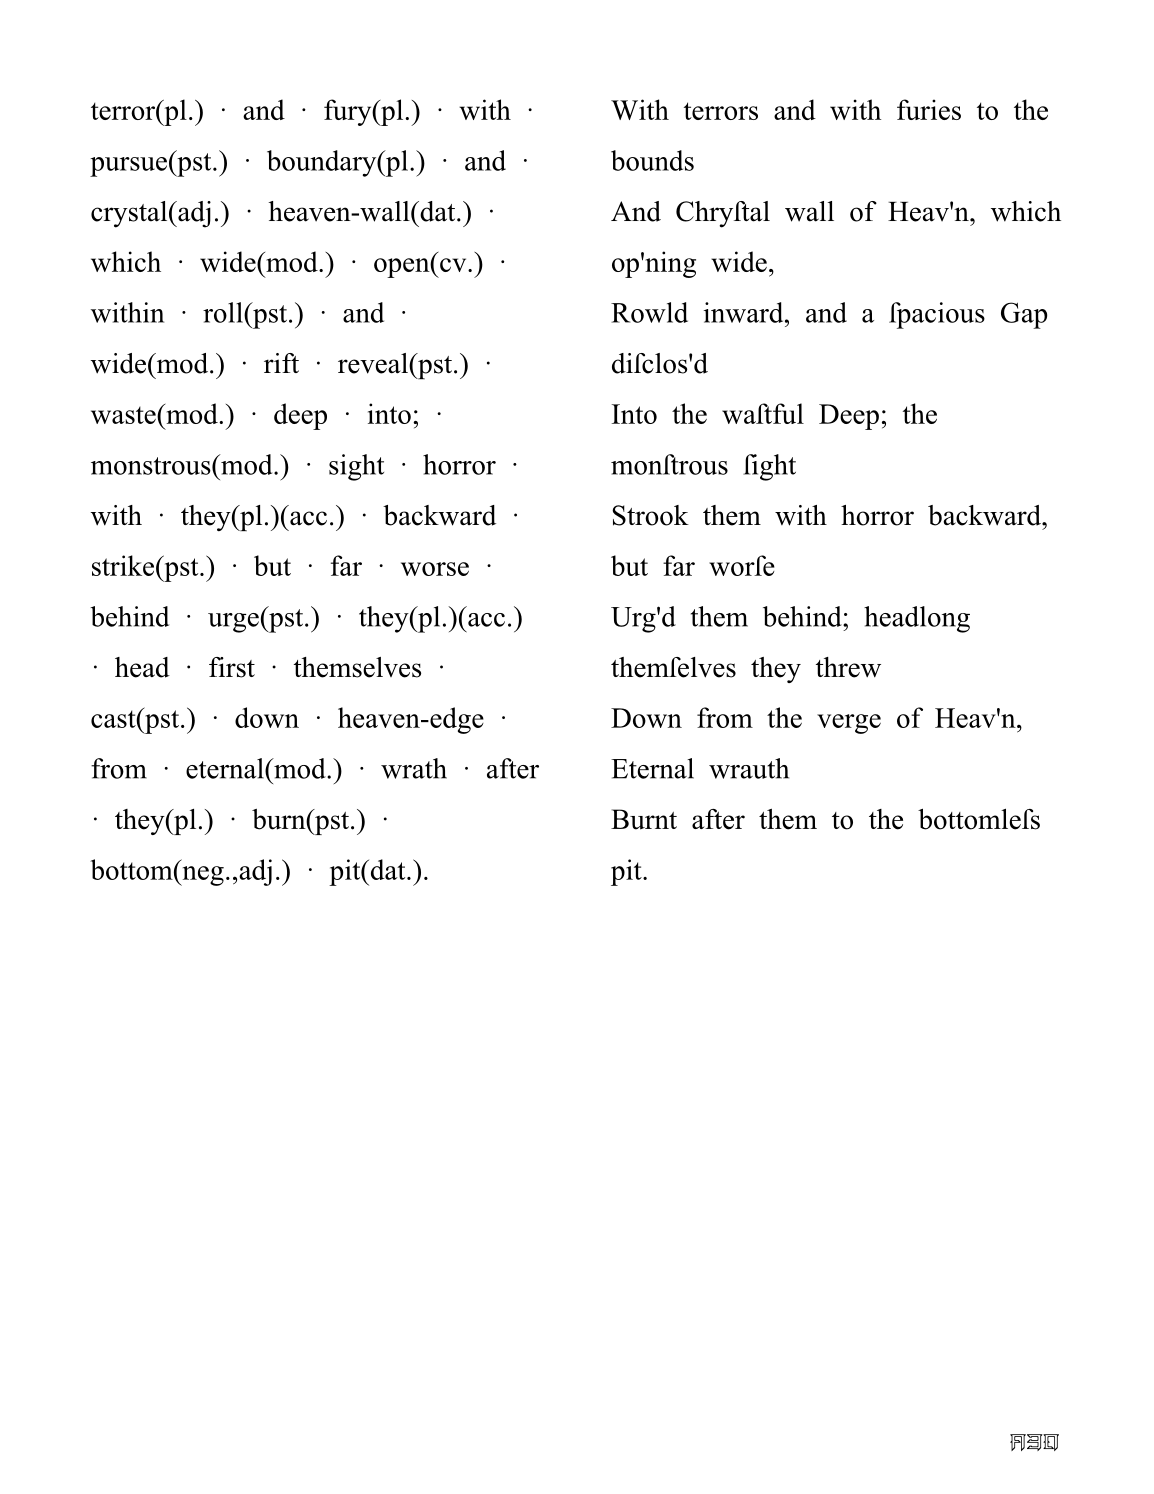 terror(pl.) · and · fury(pl.) · with ·
pursue(pst.) · boundary(pl.) · and ·
crystal(adj.) · heaven-wall(dat.) ·
which · wide(mod.) · open(cv.) ·
within · roll(pst.) · and ·
wide(mod.) · rift · reveal(pst.) ·
waste(mod.) · deep · into; ·
monstrous(mod.) · sight · horror ·
with · they(pl.)(acc.) · backward ·
strike(pst.) · but · far · worse ·
behind · urge(pst.) · they(pl.)(acc.)
· head · first · themselves ·
cast(pst.) · down · heaven-edge ·
from · eternal(mod.) · wrath · after
· they(pl.) · burn(pst.) ·
bottom(neg.,adj.) · pit(dat.).
With terrors and with furies to the
bounds
And Chryſtal wall of Heav'n, which
op'ning wide,
Rowld inward, and a ſpacious Gap
diſclos'd
Into the waſtful Deep; the
monſtrous ſight
Strook them with horror backward,
but far worſe
Urg'd them behind; headlong
themſelves they threw
Down from the verge of Heav'n,
Eternal wrauth
Burnt after them to the bottomleſs
pit.